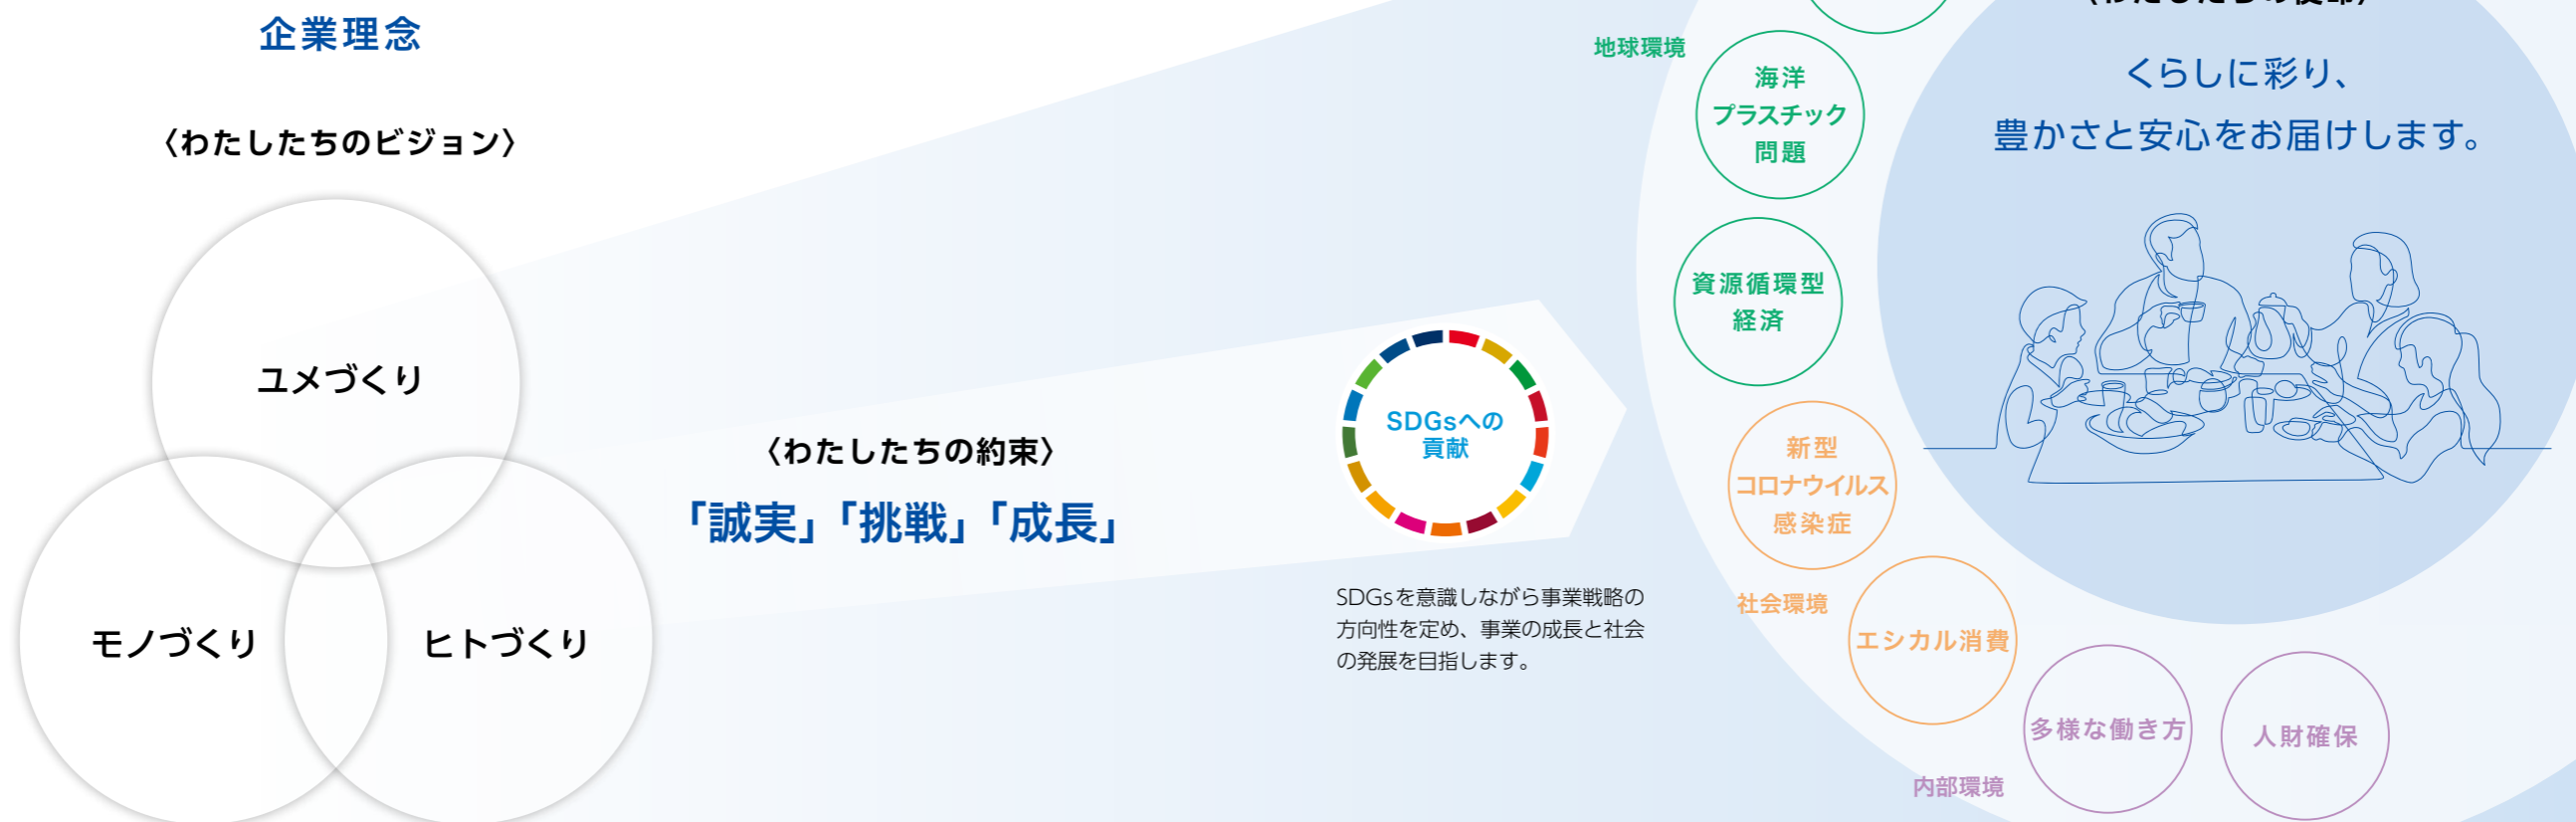 企業理念
〈わたしたちのビジョン〉
ユメづくり
モノづくり
ヒトづくり
〈わたしたちの約束〉
「誠実」「挑戦」「成長」
SDGsへの
貢献
SDGsを意識しながら事業戦略の
方向性を定め、事業の成長と社会
の発展を目指します。
地球環境
海洋
プラスチック
問題
資源循環型
経済
新型
コロナウイルス
感染症
社会環境
エシカル消費
多様な働き方
人財確保
内部環境
〈わたしたちの使命〉
くらしに彩り、
豊かさと安心をお届けします。